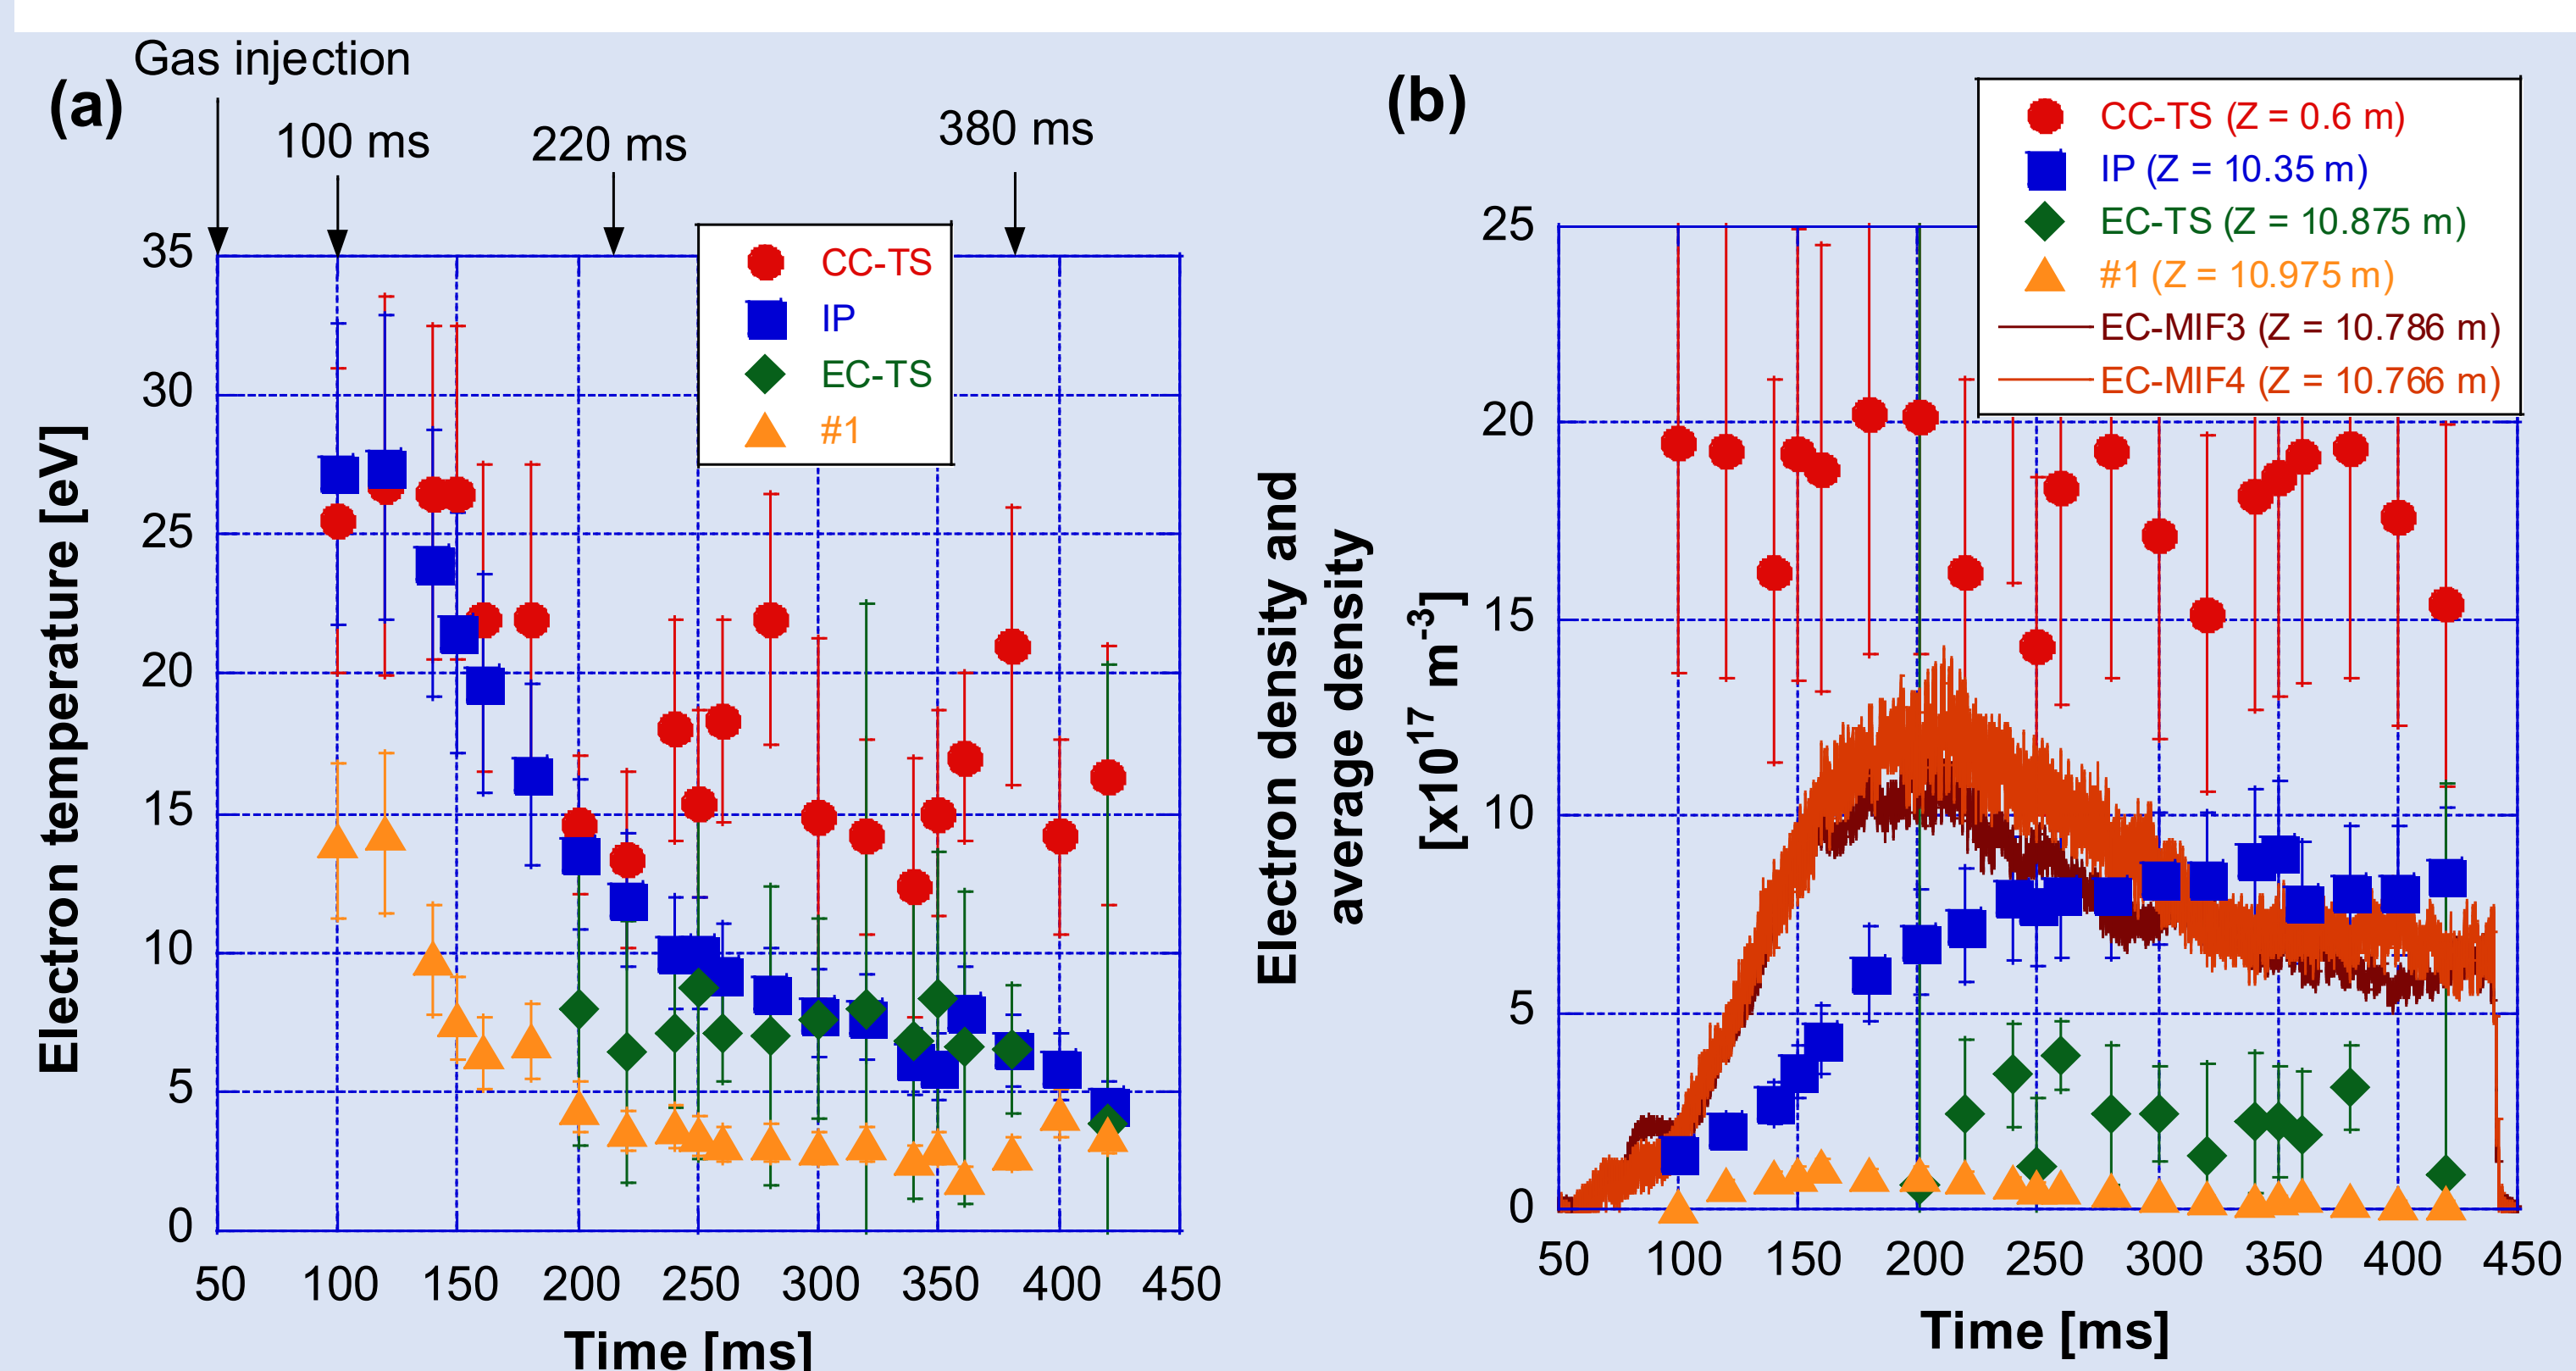 Gas injection
(a)
100 ms
220 ms
380 ms
CC-TS
IP
EC-TS
#1
Electron temperature [eV]
35
30
25
20
15
10
5
0
50 100 150 200 250 300 350 400 450
Time [ms]
(b)
CC-TS (Z = 0.6 m)
IP (Z = 10.35 m)
EC-TS (Z = 10.875 m)
#1 (Z = 10.975 m)
EC-MIF3 (Z = 10.786 m)
EC-MIF4 (Z = 10.766 m)
Electron density and
average density
[x10¹⁷ m⁻³]
25
20
15
10
5
0
50 100 150 200 250 300 350 400 450
Time [ms]